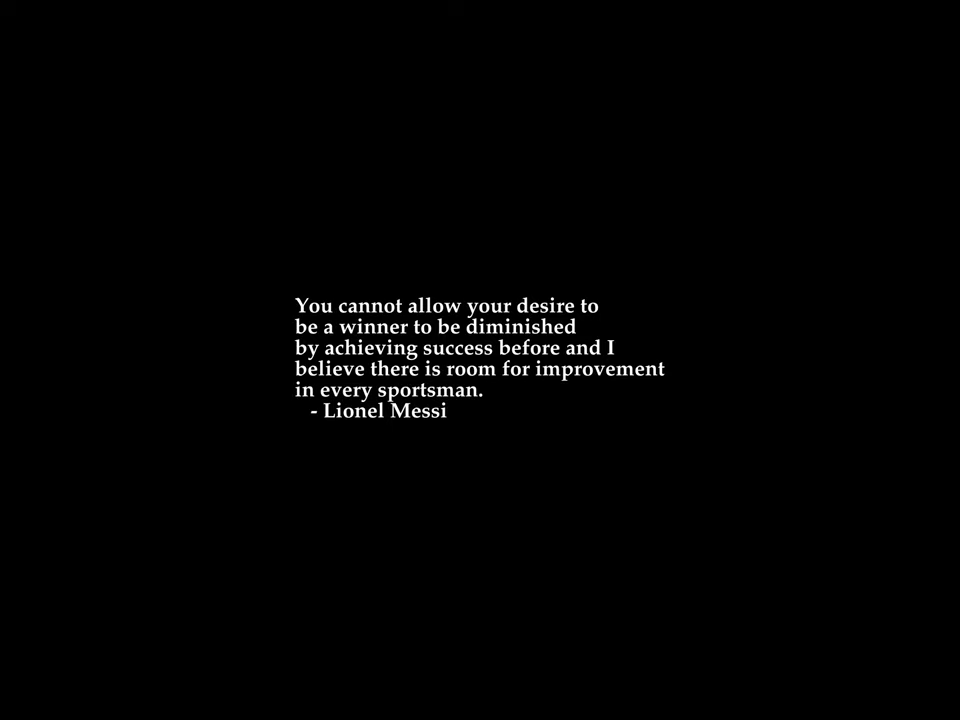 You cannot allow your desire to
be a winner to be diminished
by achieving success before and I
believe there is room for improvement
in every sportsman.
- Lionel Messi